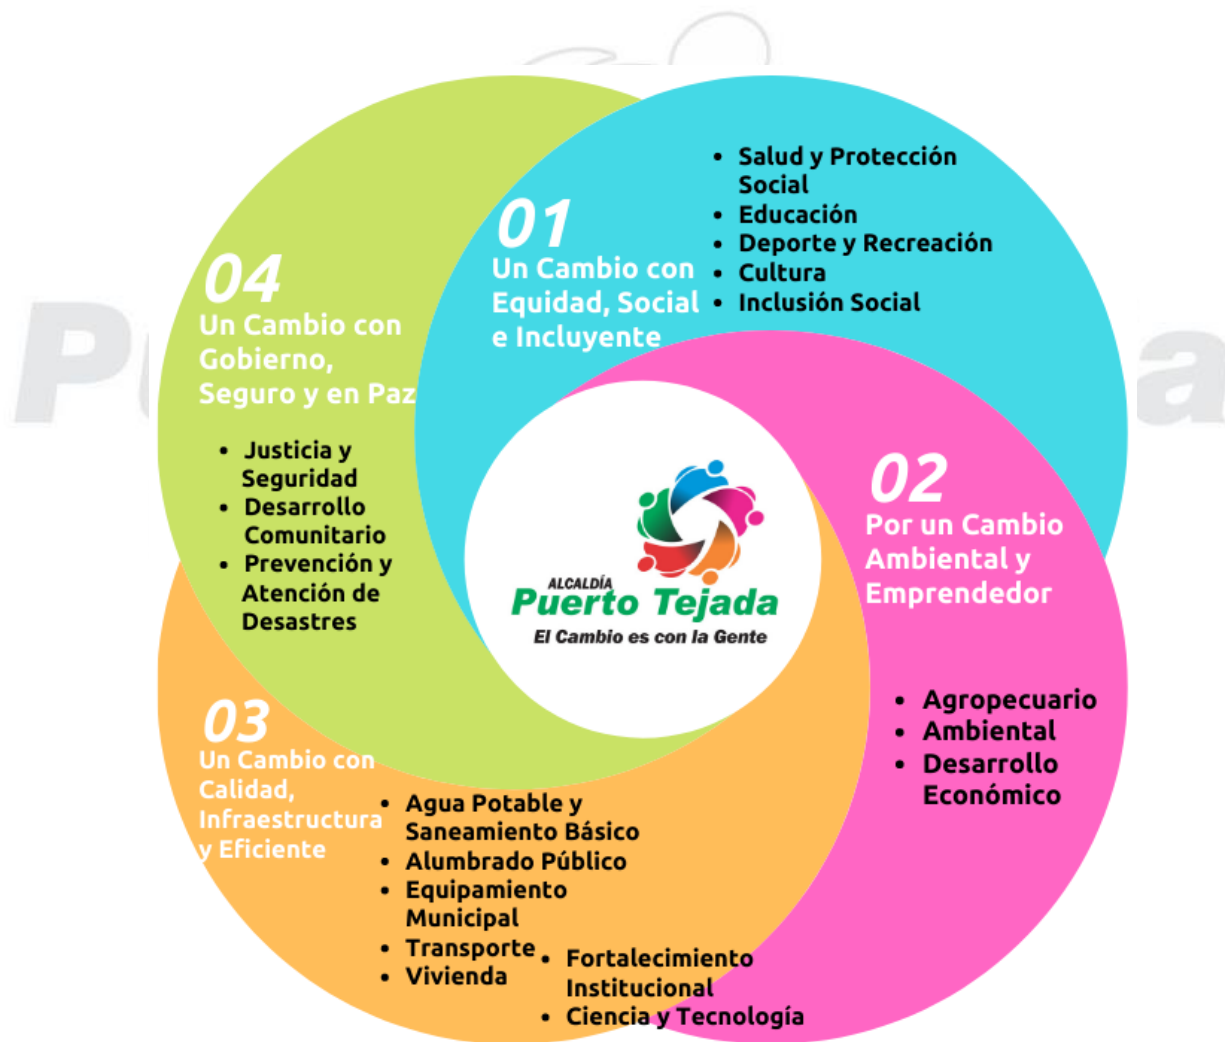 01
Un Cambio con
Equidad, Social
e Incluyente
• Salud y Protección
Social
• Educación
• Deporte y Recreación
• Cultura
• Inclusión Social
02
Por un Cambio
Ambiental y
Emprendedor
• Agropecuario
• Ambiental
• Desarrollo
Económico
03
Un Cambio con
Calidad,
Infraestructura
y Eficiente
• Agua Potable y
Saneamiento Básico
• Alumbrado Público
• Equipamiento
Municipal
• Transporte
• Vivienda
• Fortalecimiento
Institucional
• Ciencia y Tecnología
04
Un Cambio con
Gobierno,
Seguro y en Paz
• Justicia y
Seguridad
• Desarrollo
Comunitario
• Prevención y
Atención de
Desastres
ALCALDÍA
Puerto Tejada
El Cambio es con la Gente